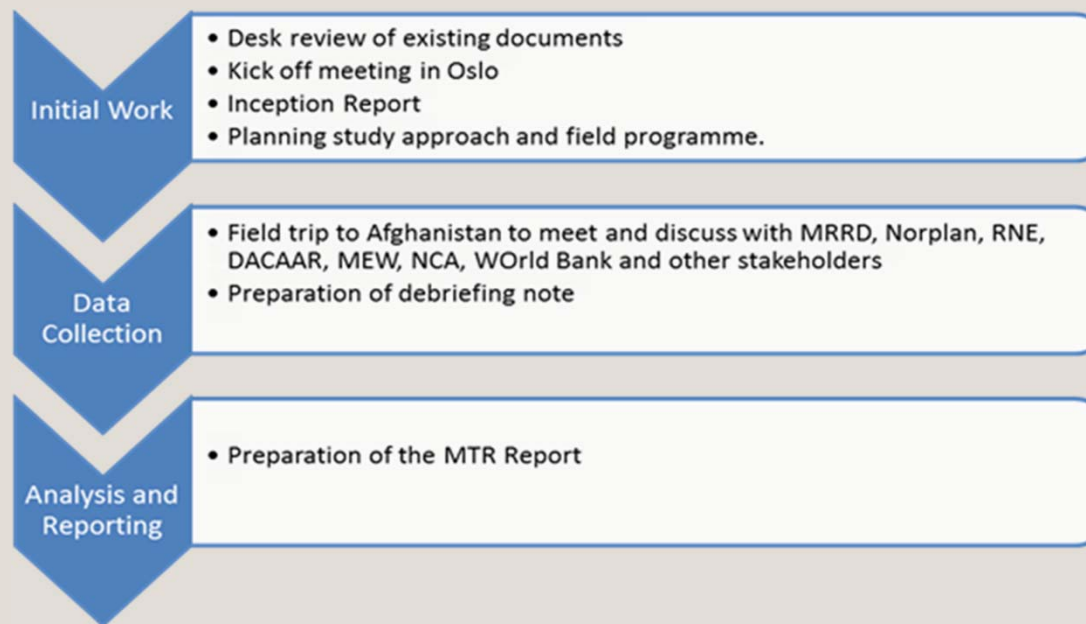 Initial Work
• Desk review of existing documents
• Kick off meeting in Oslo
• Inception Report
• Planning study approach and field programme.
Data
Collection
• Field trip to Afghanistan to meet and discuss with MRRD, Norplan, RNE,
DACAAR, MEW, NCA, WOrld Bank and other stakeholders
• Preparation of debriefing note
Analysis and
Reporting
• Preparation of the MTR Report